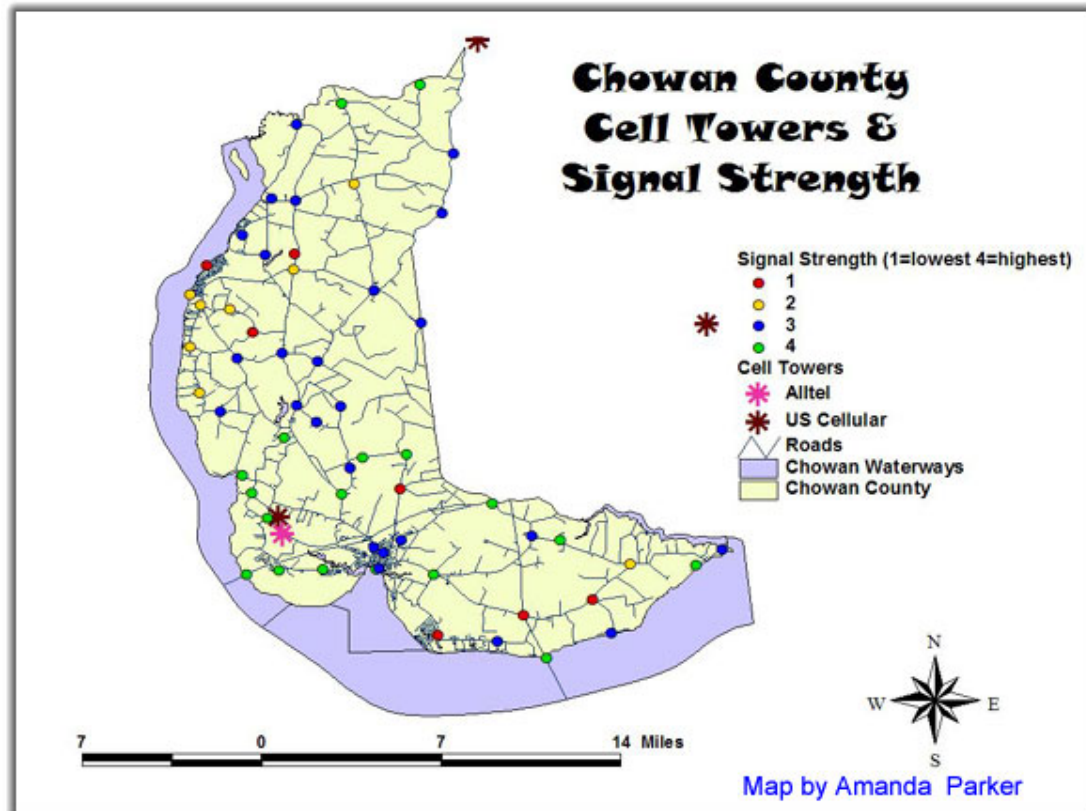 Chowan County
Cell Towers &
Signal Strength
Signal Strength (1=lowest 4=highest)
1
2
3
4
Cell Towers
Alltel
US Cellular
Roads
Chowan Waterways
Chowan County
N
W E
S
7 0 7 14 Miles
Map by Amanda Parker